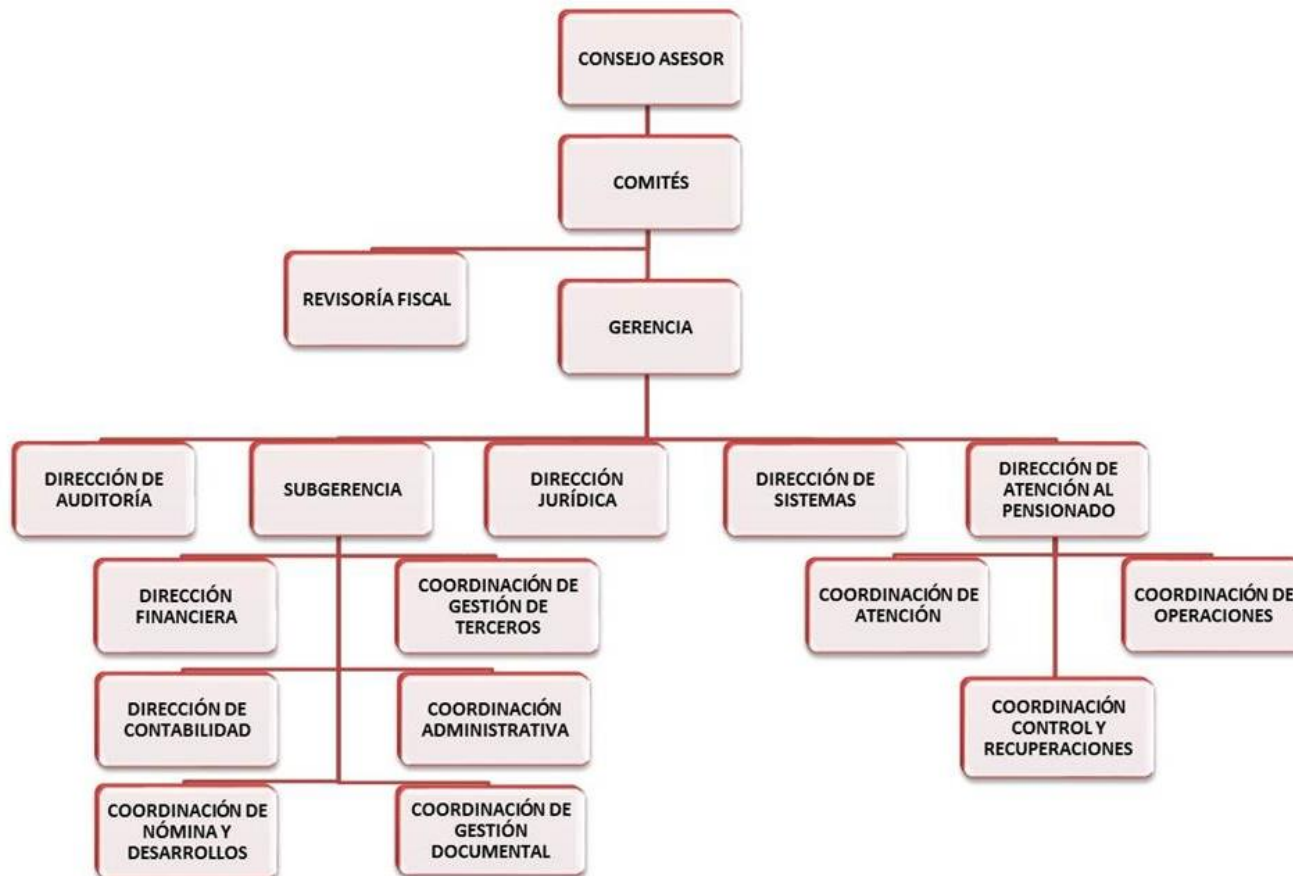 CONSEJO ASESOR
COMITÉS
REVISORÍA FISCAL
GERENCIA
DIRECCIÓN DE
AUDITORÍA
SUBGERENCIA
DIRECCIÓN
JURÍDICA
DIRECCIÓN DE
SISTEMAS
DIRECCIÓN DE
ATENCIÓN AL
PENSIONADO
DIRECCIÓN
FINANCIERA
COORDINACIÓN DE
GESTIÓN DE
TERCEROS
COORDINACIÓN DE
ATENCIÓN
COORDINACIÓN DE
OPERACIONES
DIRECCIÓN DE
CONTABILIDAD
COORDINACIÓN
ADMINISTRATIVA
COORDINACIÓN
CONTROL Y
RECUPERACIONES
COORDINACIÓN DE
NÓMINA Y
DESARROLLOS
COORDINACIÓN DE
GESTIÓN
DOCUMENTAL